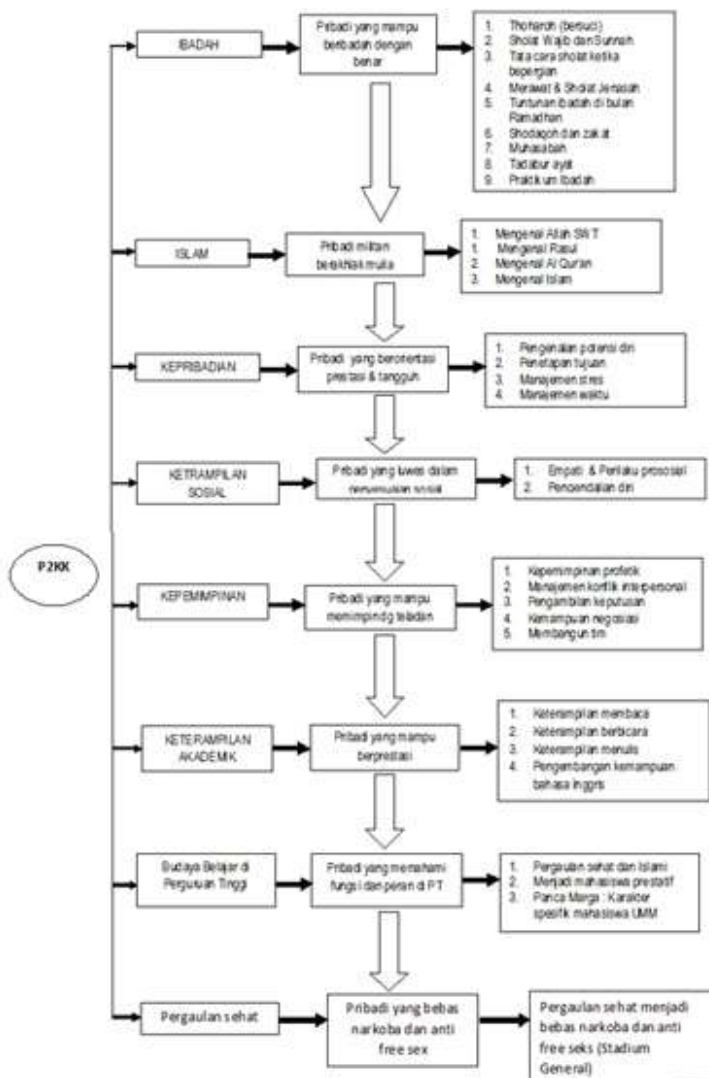 P2KK
IBADAH
Pribadi yang mampu
beribadah dengan
benar
1. Thoharoh (bersuci)
2. Sholat Wajib dan Sunnah
3. Tata cara sholat ketika
bepergian
4. Merawat & Sholat Jenasah
5. Tuntunan ibadah di bulan
Ramadhan
6. Shodaqoh dan zakat
7. Muhasabah
8. Tadabur ayat
9. Praktikum Ibadah
ISLAM
Pribadi militan
berakhlak mulia
1. Mengenal Allah SWT
1. Mengenal Rasul
2. Mengenal Al Qur'an
3. Mengenal Islam
KEPRIBADIAN
Pribadi yang berorientasi
prestasi & tangguh
1. Pengenalan potensi diri
2. Penetapan tujuan
3. Manajemen stres
4. Manajemen waktu
KETRAMPILAN
SOSIAL
Pribadi yang luwes dalam
penyesuaian sosial
1. Empati & Perilaku prososial
2. Pengendalian diri
KEPEMIMPINAN
Pribadi yang mampu
memimpin dg teladan
1. Kepemimpinan profetik
2. Manajemen konflik interpersonal
3. Pengambilan keputusan
4. Kemampuan negosiasi
5. Membangun tim
KETERAMPILAN
AKADEMIK
Pribadi yang mampu
berprestasi
1. Keterampilan membaca
2. Keterampilan berbicara
3. Keterampilan menulis
4. Pengembangan kemampuan
bahasa inggris
Budaya Belajar di
Perguruan Tinggi
Pribadi yang memahami
fungsi dan peran di PT
1. Pergaulan sehat dan Islami
2. Menjadi mahasiswa prestatif
3. Panca Marga : Karakter
spesifik mahasiswa UMM
Pergaulan sehat
Pribadi yang bebas
narkoba dan anti
free sex
Pergaulan sehat menjadi
bebas narkoba dan anti
free seks (Stadium
General)